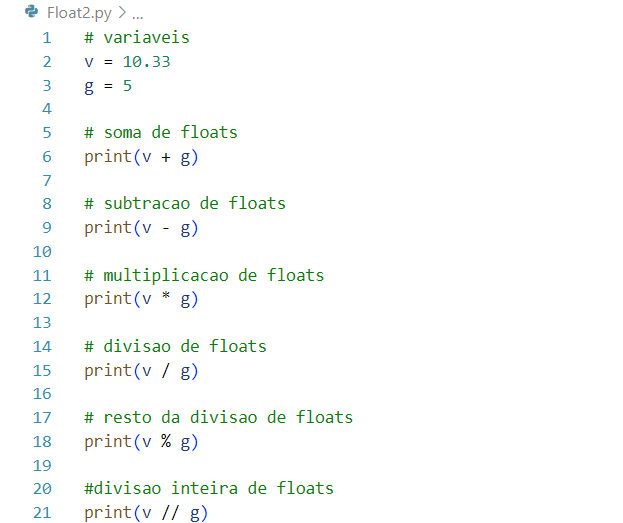 Float2.py > ...
1 # variaveis
2 v = 10.33
3 g = 5
4
5 # soma de floats
6 print(v + g)
7
8 # subtracao de floats
9 print(v - g)
10
11 # multiplicacao de floats
12 print(v * g)
13
14 # divisao de floats
15 print(v / g)
16
17 # resto da divisao de floats
18 print(v % g)
19
20 #divisao inteira de floats
21 print(v // g)